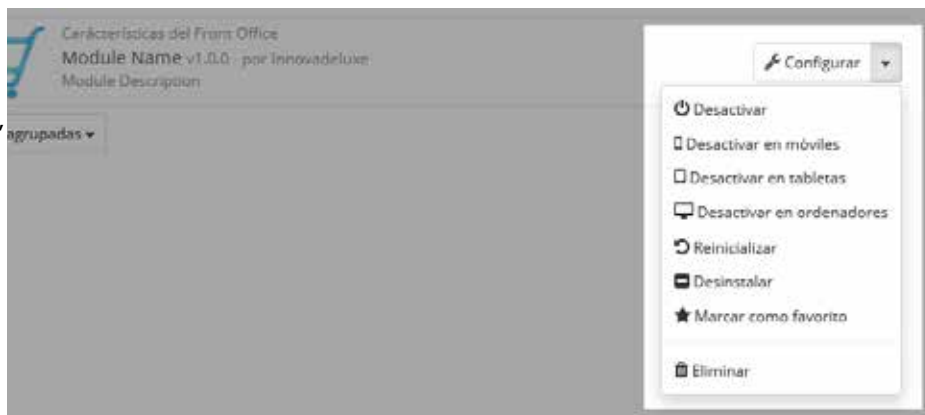 Carácterísticas del Front Office
Module Name v1.0.0 por Innovadeluxe
Module Description
agrupadas
Configurar
Desactivar
Desactivar en móviles
Desactivar en tabletas
Desactivar en ordenadores
Reinicializar
Desinstalar
Marcar como favorito
Eliminar